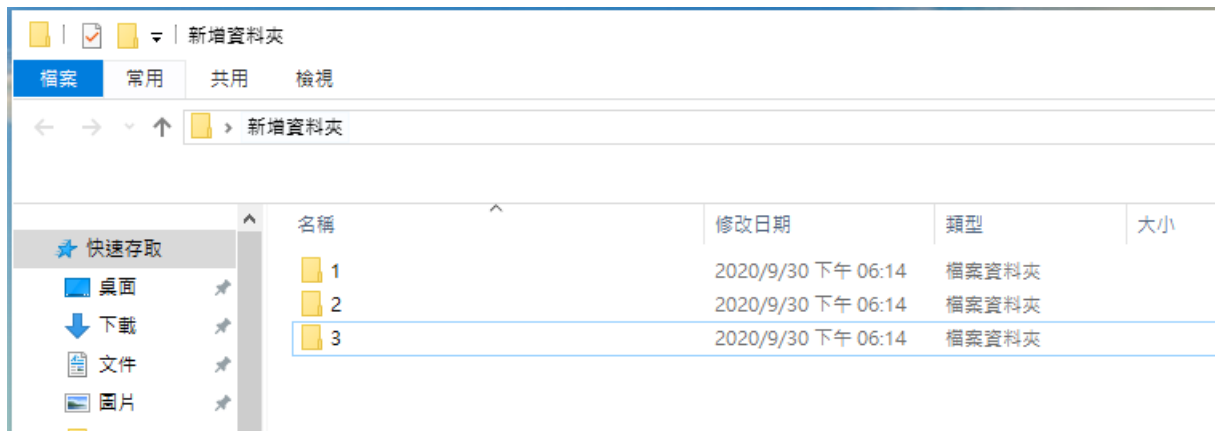 新增資料夾
檔案 常用 共用 檢視
新增資料夾
名稱 修改日期 類型 大小
快速存取
桌面
下載
文件
圖片
1 2020/9/30 下午 06:14 檔案資料夾
2 2020/9/30 下午 06:14 檔案資料夾
3 2020/9/30 下午 06:14 檔案資料夾